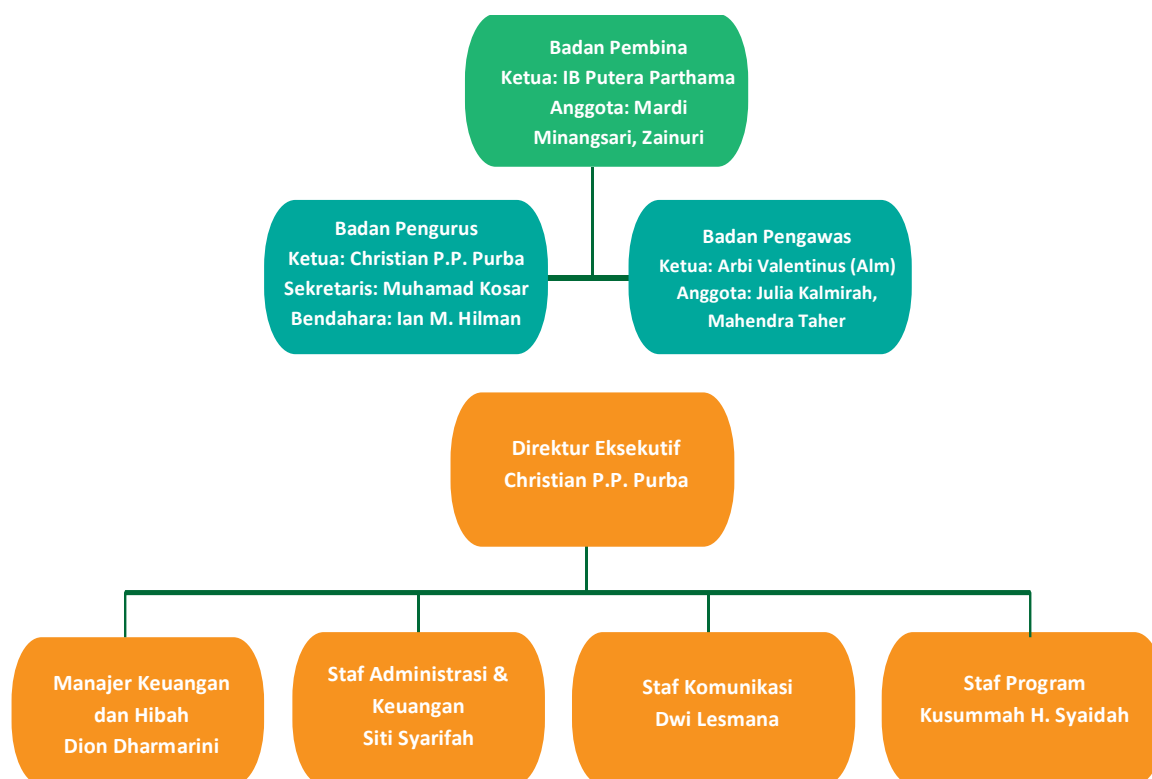 Badan Pembina
Ketua: IB Putera Parthama
Anggota: Mardi
Minangsari, Zainuri
Badan Pengurus
Ketua: Christian P.P. Purba
Sekretaris: Muhamad Kosar
Bendahara: Ian M. Hilman
Badan Pengawas
Ketua: Arbi Valentinus (Alm)
Anggota: Julia Kalmirah,
Mahendra Taher
Direktur Eksekutif
Christian P.P. Purba
Manajer Keuangan
dan Hibah
Dion Dharmarini
Staf Administrasi &
Keuangan
Siti Syarifah
Staf Komunikasi
Dwi Lesmana
Staf Program
Kusummah H. Syaidah